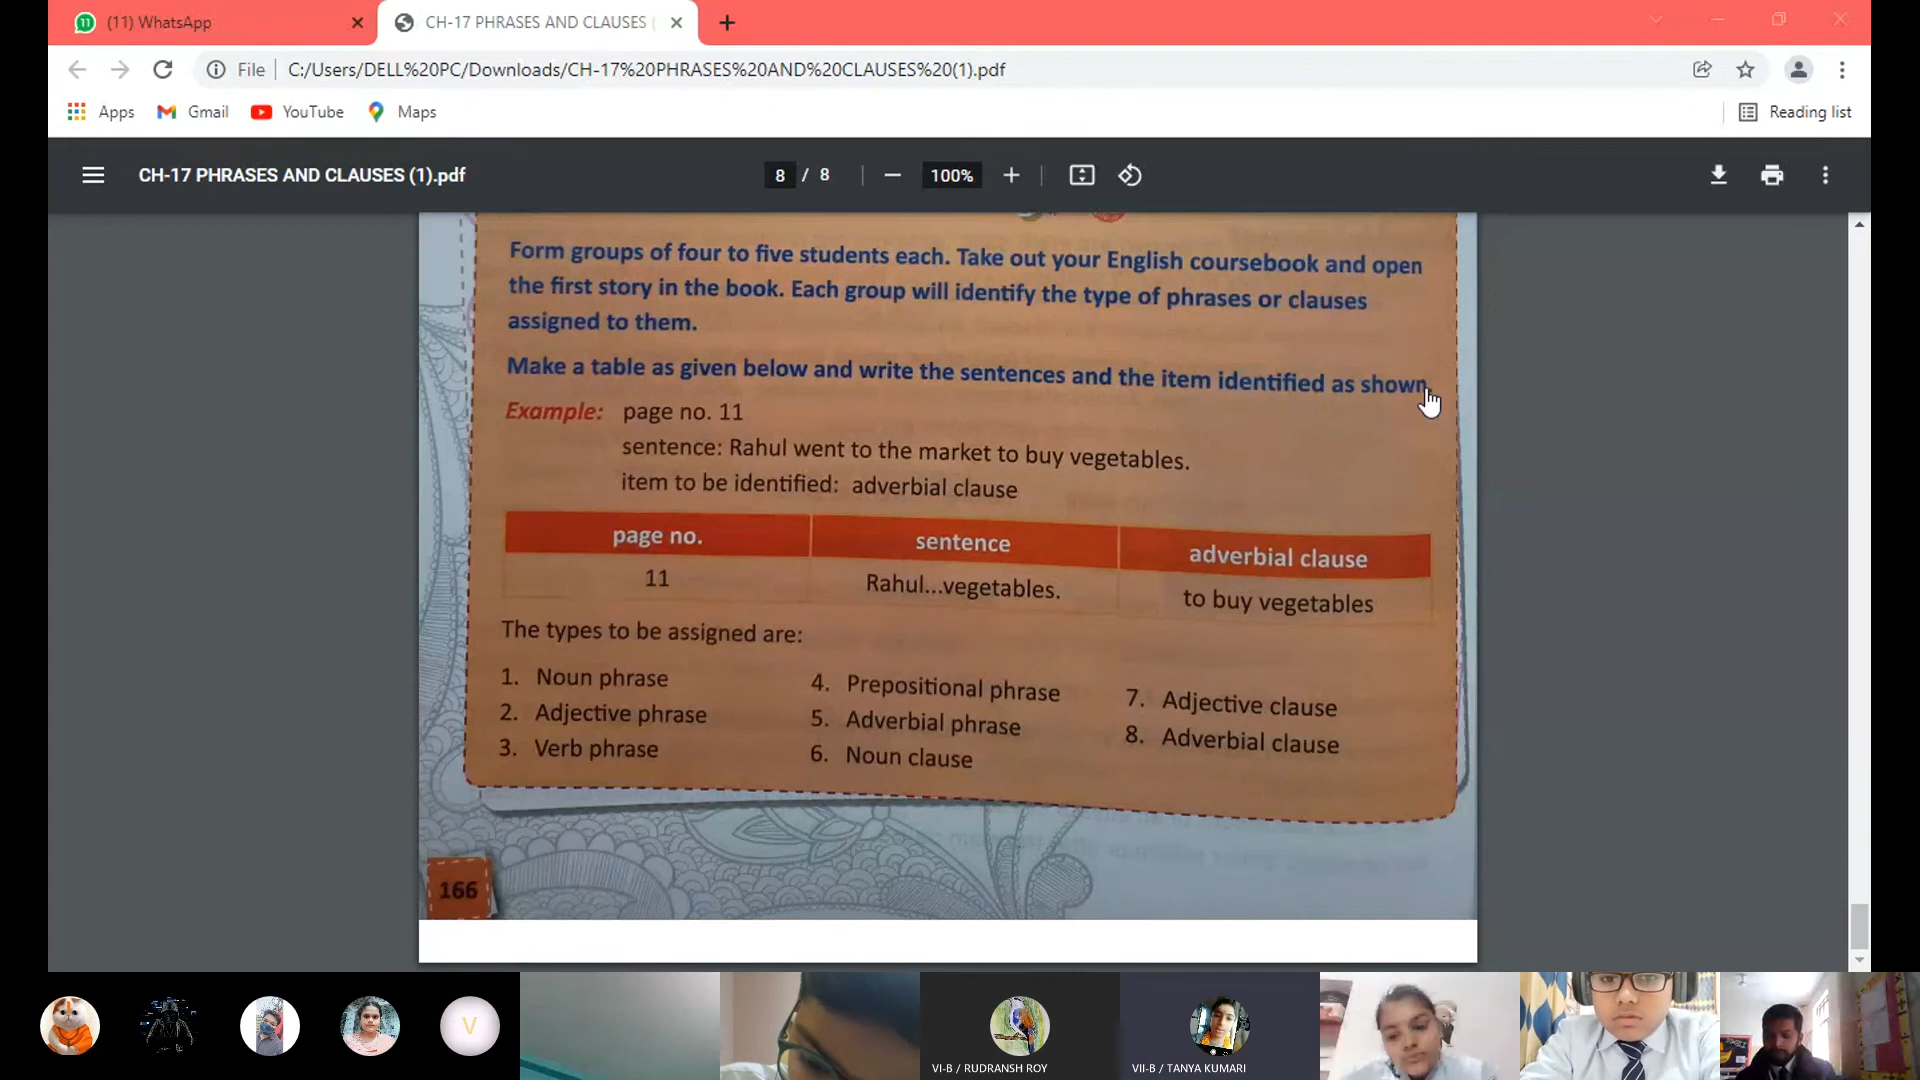 (11) WhatsApp
CH-17 PHRASES AND CLAUSES
File
C:/Users/DELL%20PC/Downloads/CH-17%20PHRASES%20AND%20CLAUSES%20(1).pdf
Apps
Gmail
YouTube
Maps
Reading list
CH-17 PHRASES AND CLAUSES (1).pdf
8 / 8
100%
Form groups of four to five students each. Take out your English coursebook and open
the first story in the book. Each group will identify the type of phrases or clauses
assigned to them.
Make a table as given below and write the sentences and the item identified as shown.
Example: page no. 11
sentence: Rahul went to the market to buy vegetables.
item to be identified: adverbial clause
page no. sentence adverbial clause
11 Rahul...vegetables. to buy vegetables
The types to be assigned are:
1. Noun phrase
2. Adjective phrase
3. Verb phrase
4. Prepositional phrase
5. Adverbial phrase
6. Noun clause
7. Adjective clause
8. Adverbial clause
166
V
VI-B / RUDRANSH ROY
VII-B / TANYA KUMARI